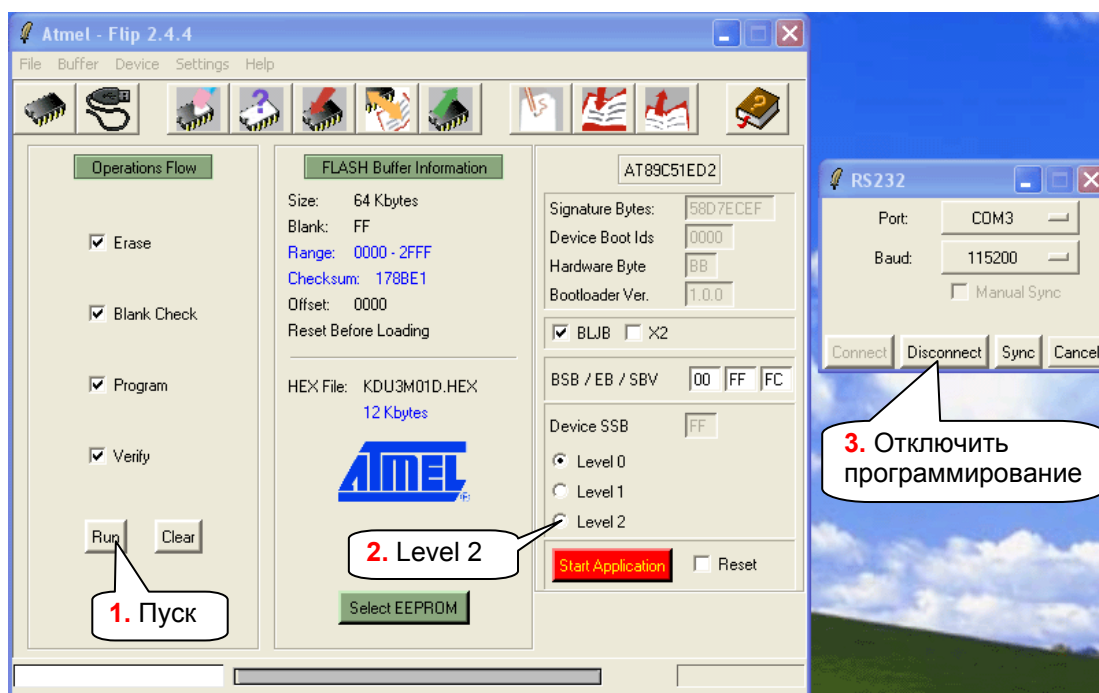 Atmel - Flip 2.4.4
File Buffer Device Settings Help
Operations Flow
Erase
Blank Check
Program
Verify
Run Clear
1. Пуск
FLASH Buffer Information
Size: 64 Kbytes
Blank: FF
Range: 0000 - 2FFF
Checksum: 178BE1
Offset: 0000
Reset Before Loading
HEX File: KDU3M01D.HEX
12 Kbytes
ATMEL
2. Level 2
Select EEPROM
AT89C51ED2
Signature Bytes: 58D7ECEF
Device Boot Ids 0000
Hardware Byte BB
Bootloader Ver. 1.0.0
BLJB X2
BSB / EB / SBV 00 FF FC
Device SSB FF
Level 0
Level 1
Level 2
Start Application Reset
RS232
Port: COM3
Baud: 115200
Manual Sync
Connect Disconnect Sync Cancel
3. Отключить
программирование